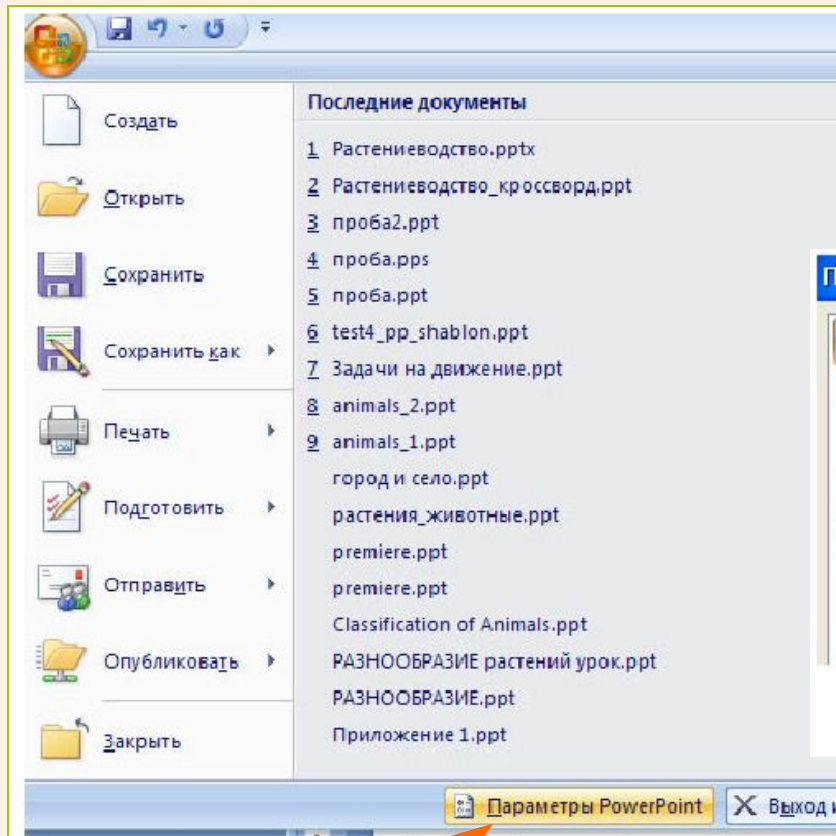 Создать
Открыть
Сохранить
Сохранить как
Печать
Подготовить
Отправить
Опубликовать
Закрыть
Последние документы
1 Растениеводство.pptx
2 Растениеводство_кроссворд.ppt
3 проба2.ppt
4 проба.pps
5 проба.ppt
6 test4_pp_shablon.ppt
7 Задачи на движение.ppt
8 animals_2.ppt
9 animals_1.ppt
город и село.ppt
растения_животные.ppt
premiere.ppt
premiere.ppt
Classification of Animals.ppt
РАЗНООБРАЗИЕ растений урок.ppt
РАЗНООБРАЗИЕ.ppt
Приложение 1.ppt
Параметры PowerPoint
Выход